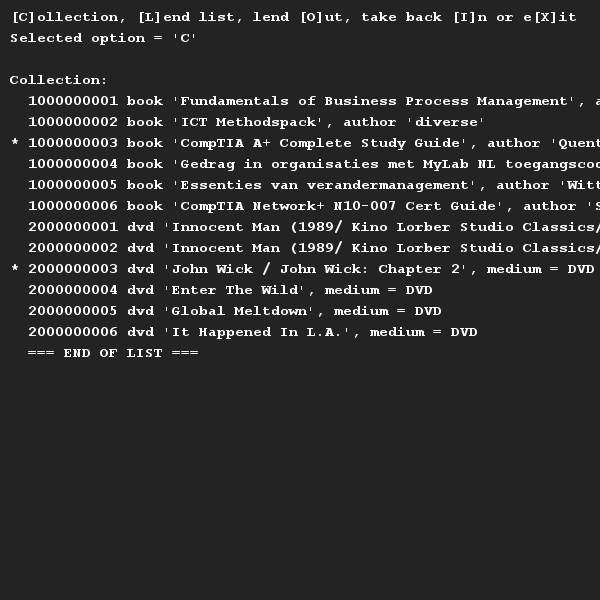 [C]ollection, [L]end list, lend [O]ut, take back [I]n or e[X]it
Selected option = 'C'
Collection:
1000000001 book 'Fundamentals of Business Process Management',
1000000002 book 'ICT Methodspack', author 'diverse'
* 1000000003 book 'CompTIA A+ Complete Study Guide', author 'Quent
1000000004 book 'Gedrag in organisaties met MyLab NL toegangscod
1000000005 book 'Essenties van verandermanagement', author 'Witt
1000000006 book 'CompTIA Network+ N10-007 Cert Guide', author 'S
2000000001 dvd 'Innocent Man (1989/ Kino Lorber Studio Classics/
2000000002 dvd 'Innocent Man (1989/ Kino Lorber Studio Classics/
* 2000000003 dvd 'John Wick / John Wick: Chapter 2', medium = DVD
2000000004 dvd 'Enter The Wild', medium = DVD
2000000005 dvd 'Global Meltdown', medium = DVD
2000000006 dvd 'It Happened In L.A.', medium = DVD
=== END OF LIST ===